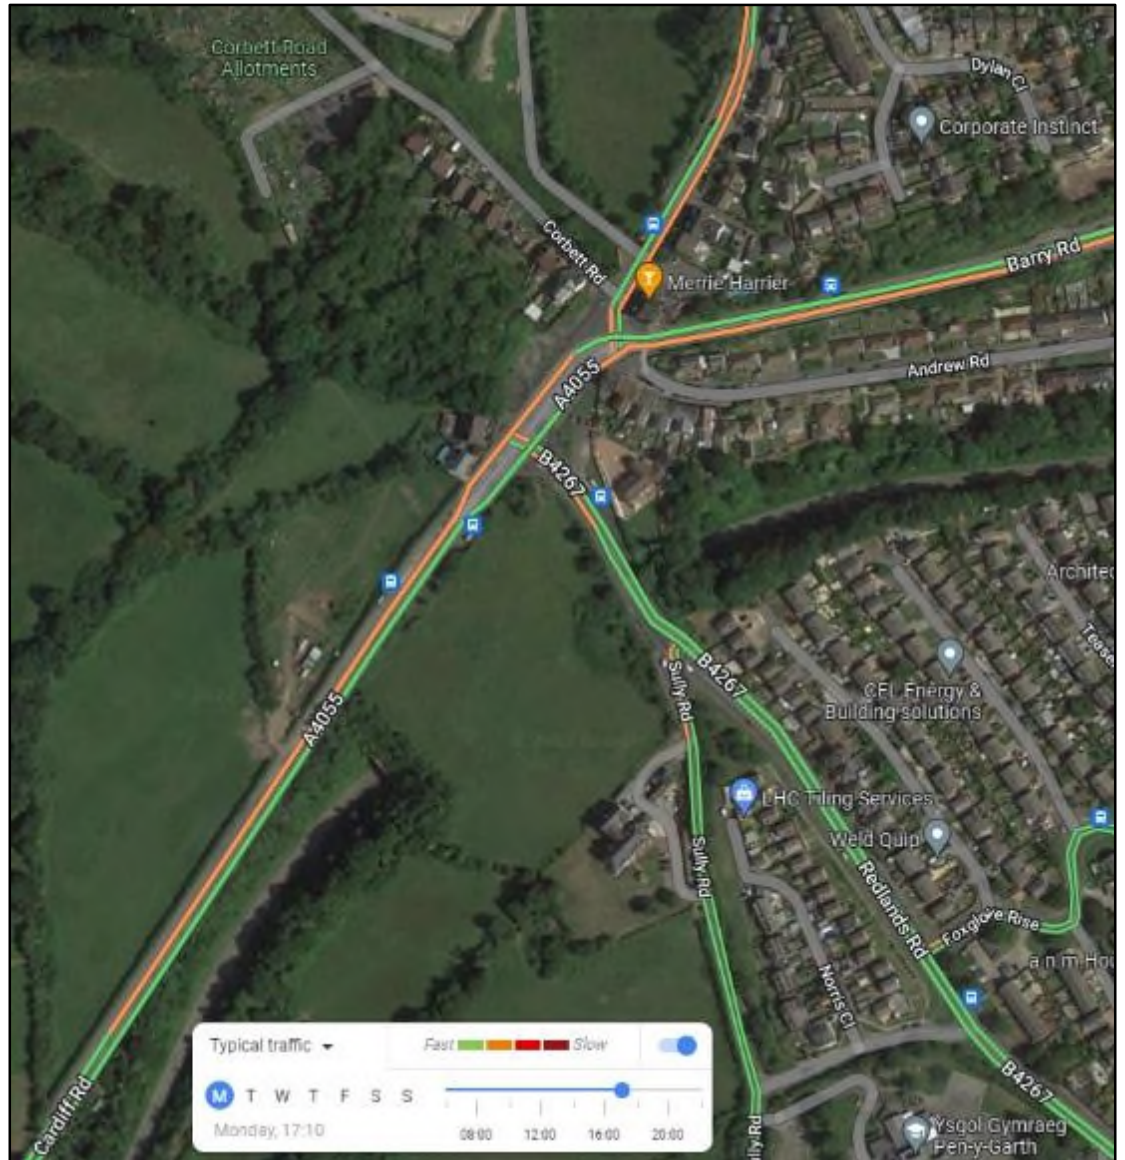 Corbett Road
Allotments
Dylan Cl
Corporate Instinct
Corbett Rd
Merrie Harrier
Barry Rd
Andrew Rd
A4055
B4267
A4055
Sully Rd
B4267
CFL Energy &
Building solutions
LHC Tiling Services
Weld Quip
Sully Rd
Redlands Rd
Foxglove Rise
a n m Hou
Norris Cl
B4267
Cardiff Rd
Ysgol Gymraeg
Pen-y-Garth
Typical traffic
Fast
Slow
M T W T F S S
Monday, 17:10
08:00 12:00 16:00 20:00